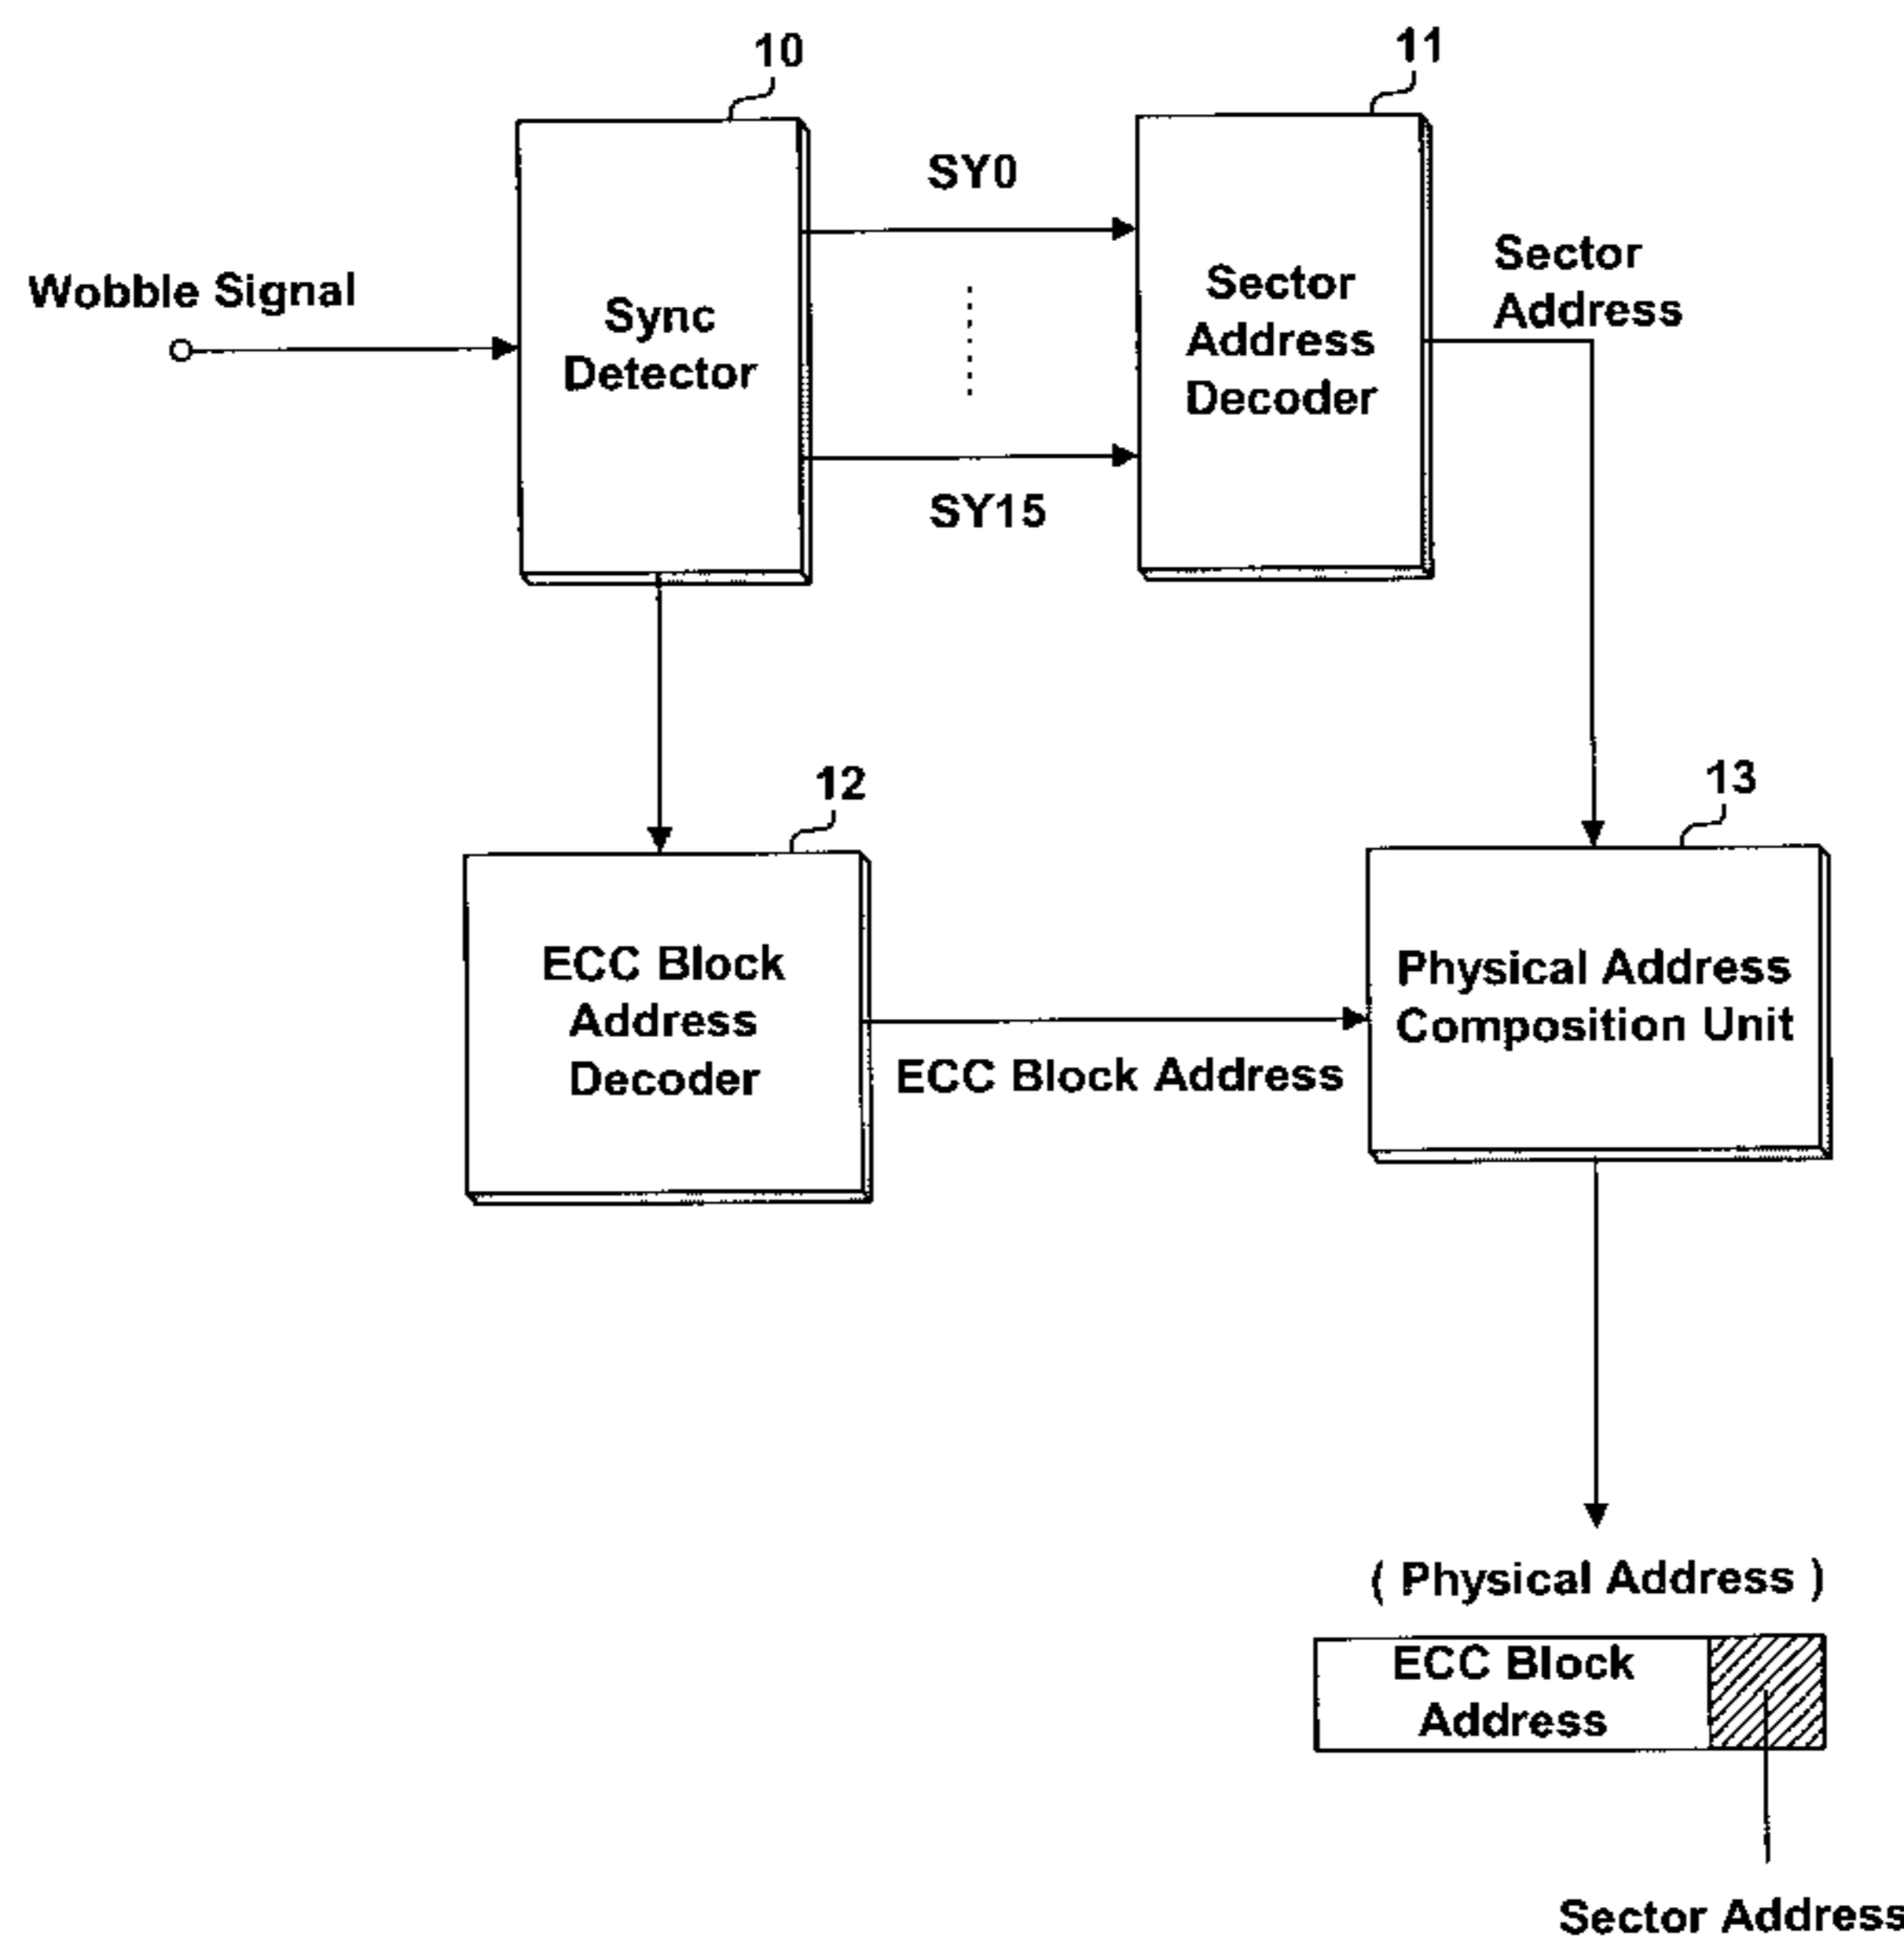 10
11
SY0
Wobble Signal
Sync
Detector
Sector
Address
Decoder
Sector
Address
SY15
12
13
ECC Block
Address
Decoder
Physical Address
Composition Unit
ECC Block Address
( Physical Address )
ECC Block
Address
Sector Address